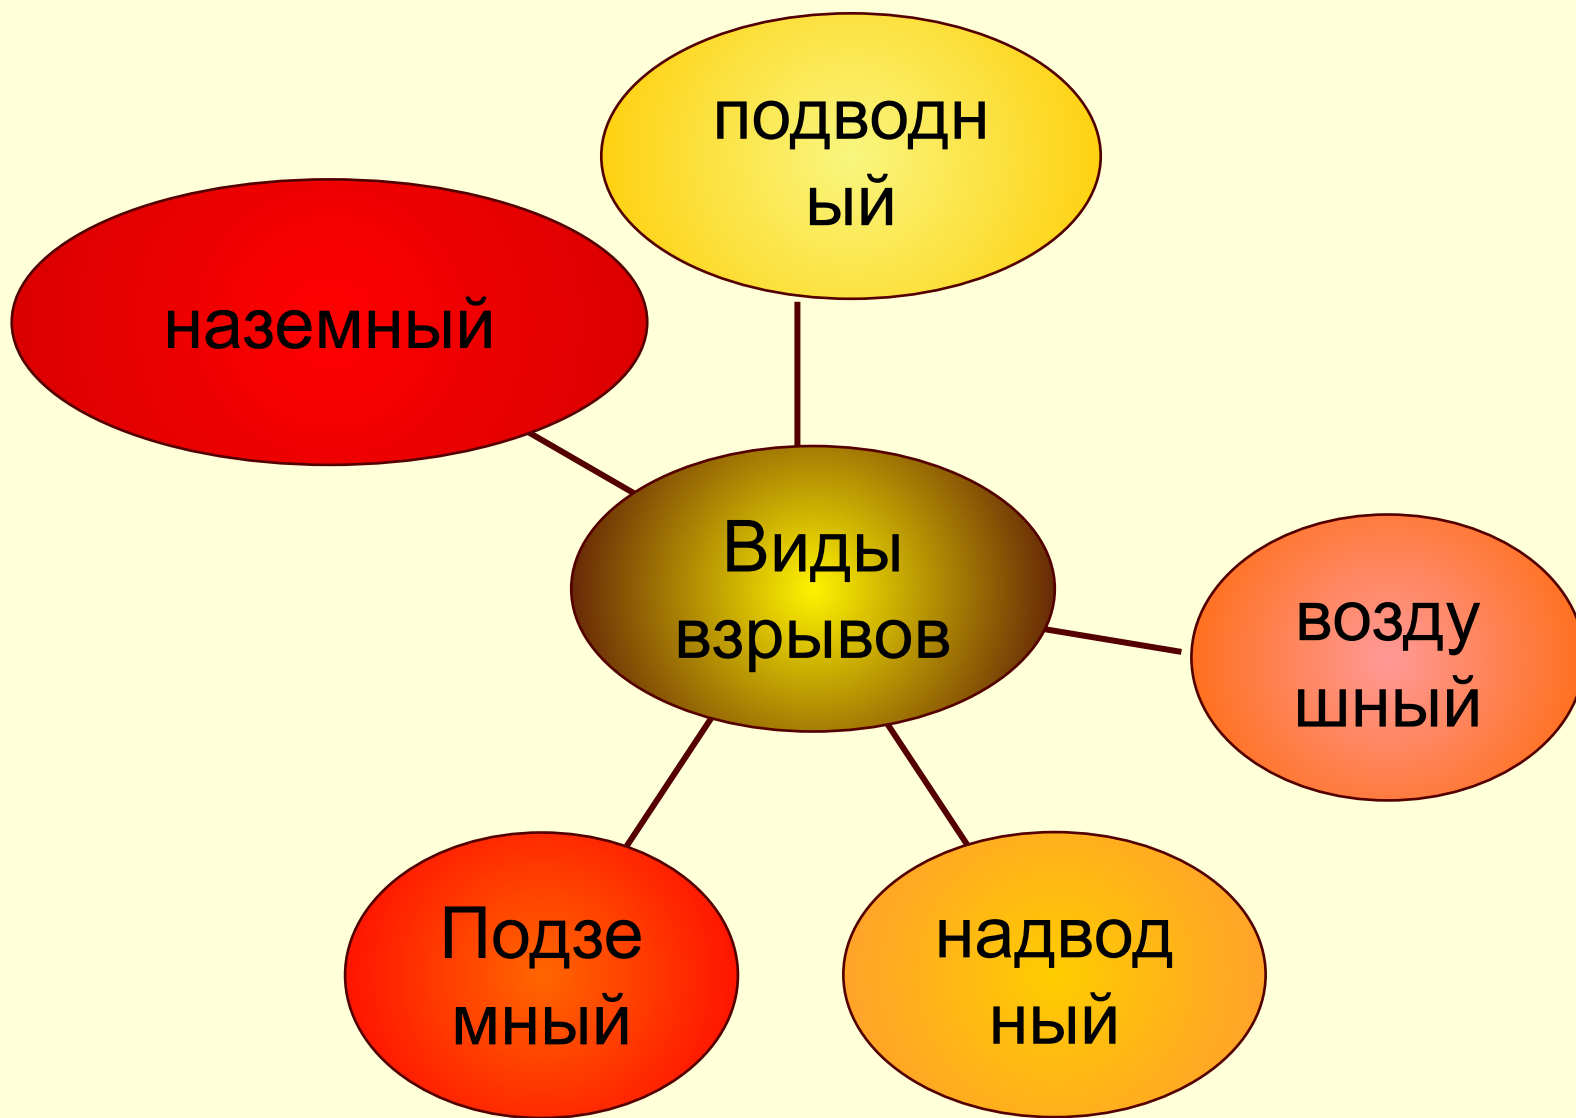 подводн
ый
наземный
Виды
взрывов
возду
шный
Подзе
мный
надвод
ный